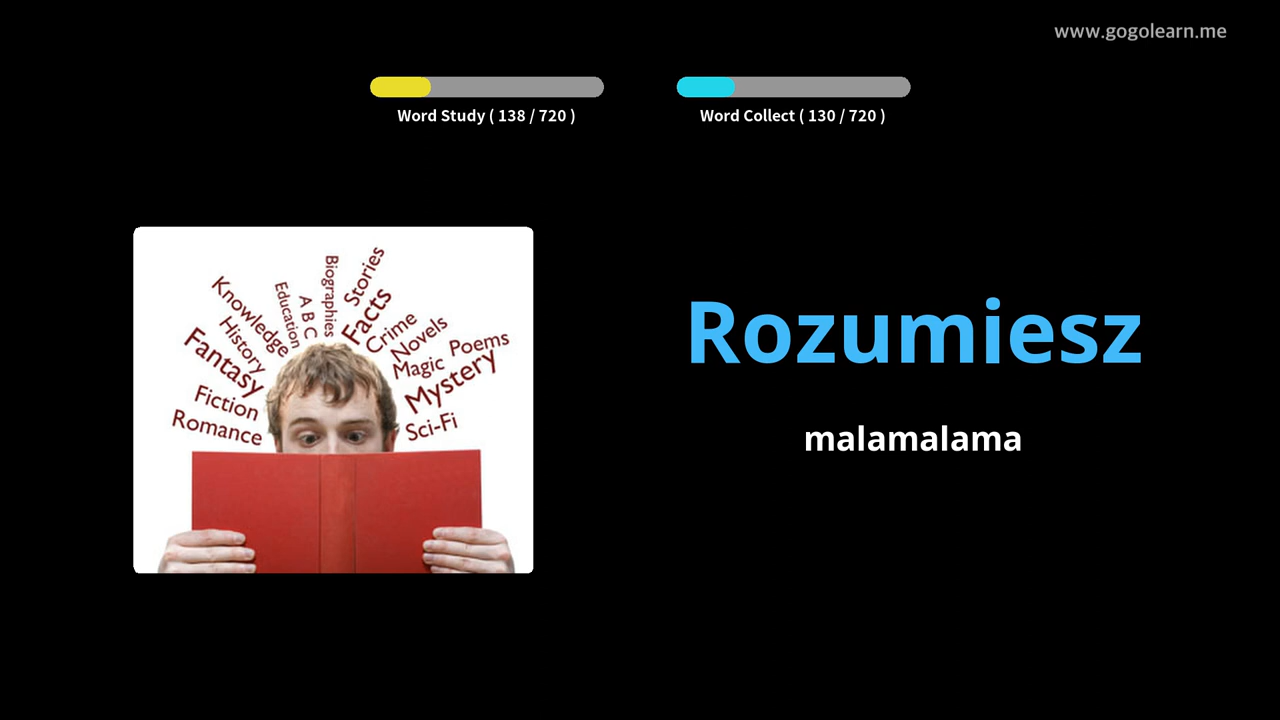 www.gogolearn.me
Word Study ( 138 / 720 )
Word Collect ( 130 / 720 )
Biographies
Stories
Education
A B C
Facts
Knowledge
History
Crime
Novels
Fantasy
Magic
Poems
Fiction
Mystery
Romance
Sci-Fi
Rozumiesz
malamalama